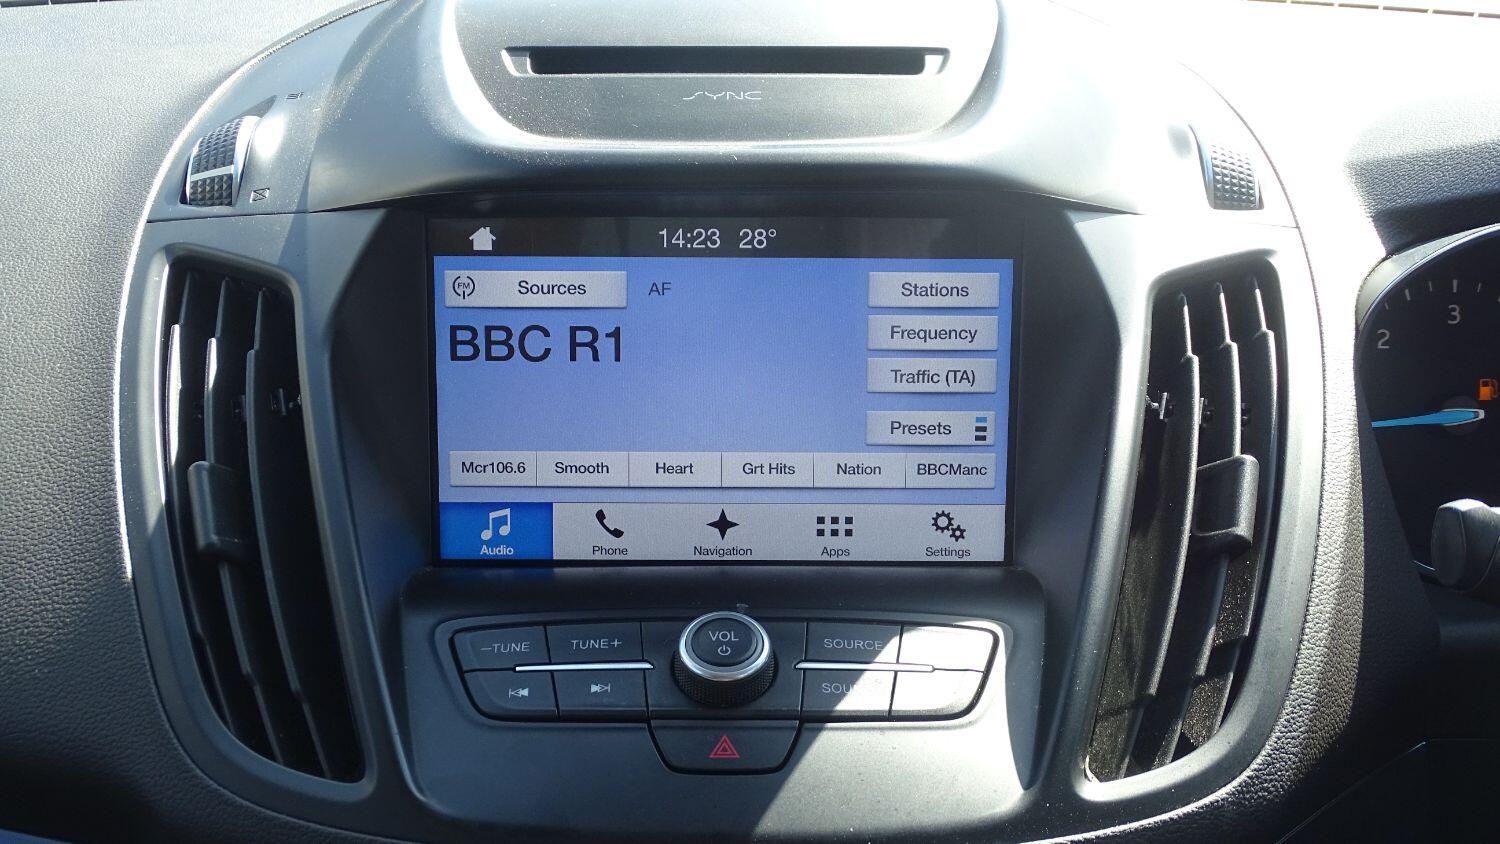 SYNC
14:23 28°
FM Sources AF Stations
BBC R1
Frequency
Traffic (TA)
Presets
Mcr106.6 Smooth Heart Grt Hits Nation BBCManc
Audio Phone Navigation Apps Settings
–TUNE TUNE+ VOL SOUND
2 3